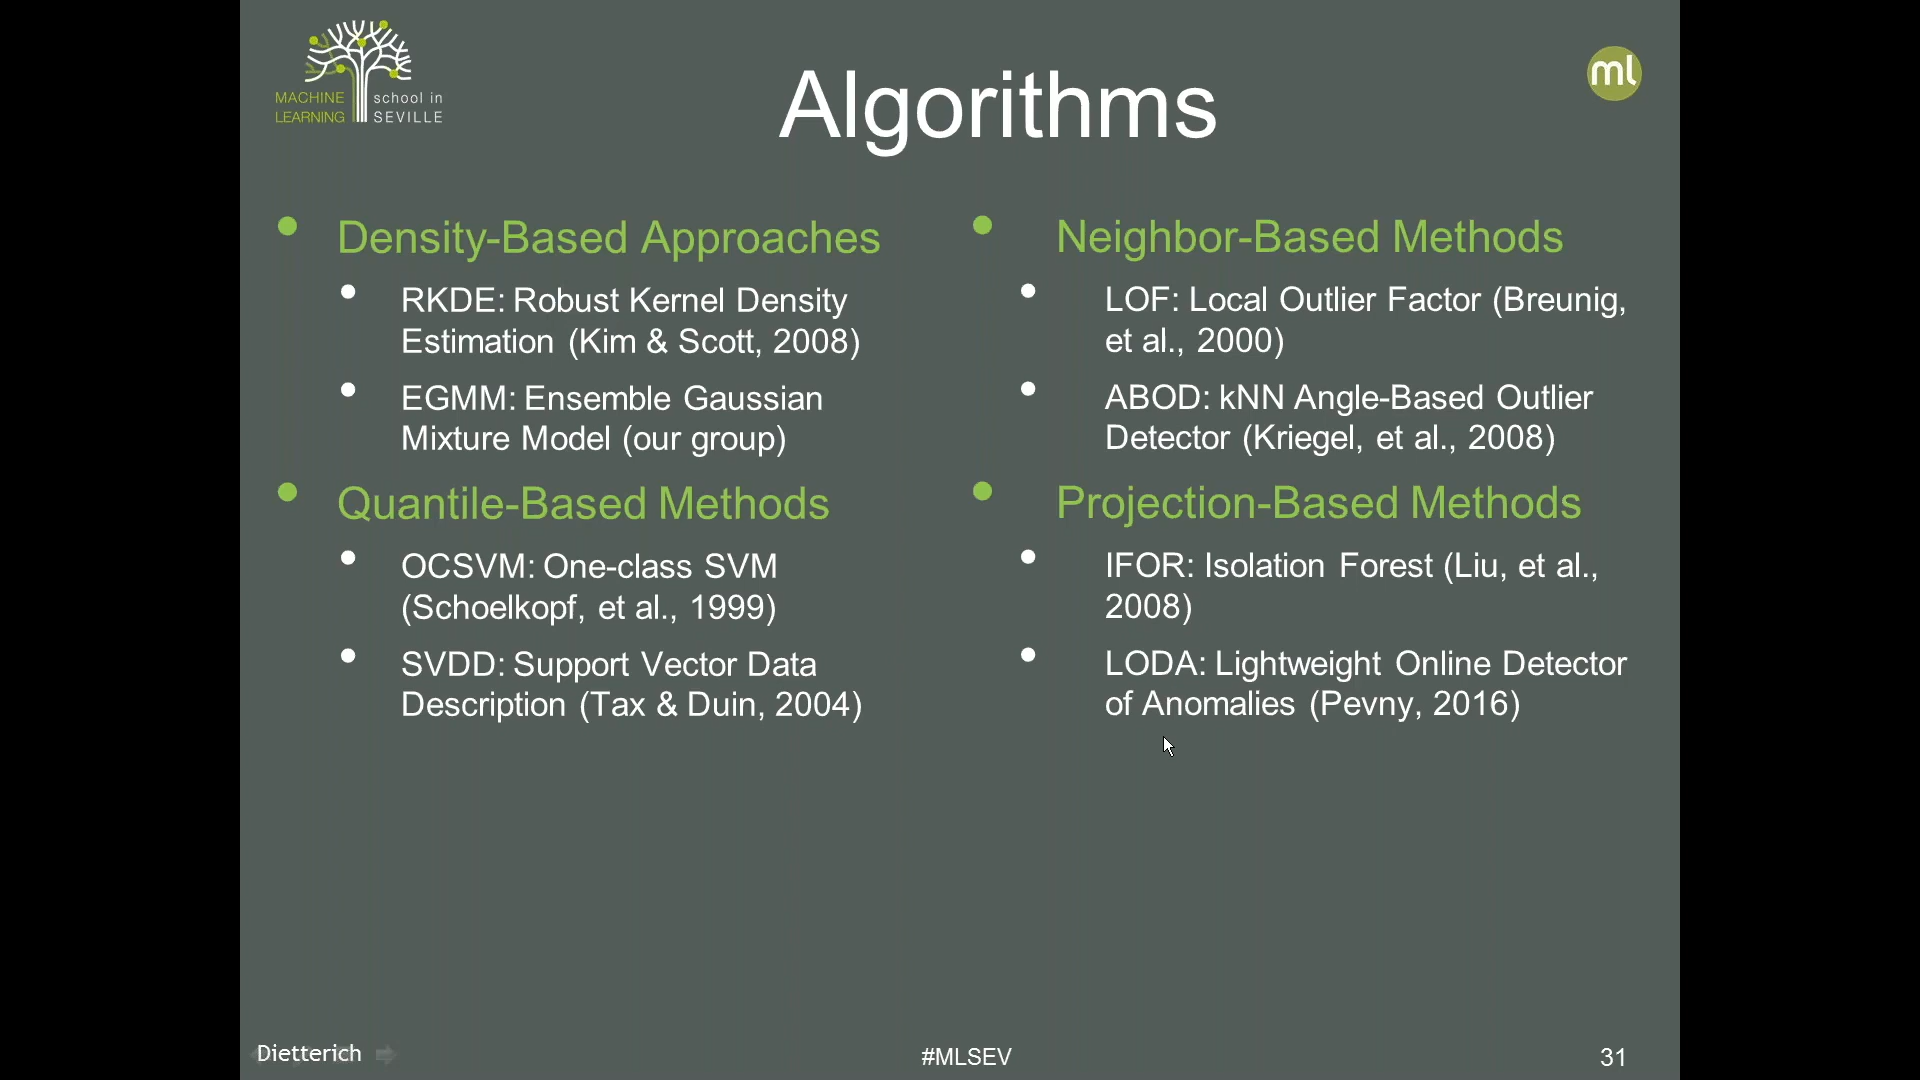 MACHINE school in
LEARNING SEVILLE
ml
Algorithms
Density-Based Approaches
RKDE: Robust Kernel Density
Estimation (Kim & Scott, 2008)
EGMM: Ensemble Gaussian
Mixture Model (our group)
Quantile-Based Methods
OCSVM: One-class SVM
(Schoelkopf, et al., 1999)
SVDD: Support Vector Data
Description (Tax & Duin, 2004)
Neighbor-Based Methods
LOF: Local Outlier Factor (Breunig,
et al., 2000)
ABOD: kNN Angle-Based Outlier
Detector (Kriegel, et al., 2008)
Projection-Based Methods
IFOR: Isolation Forest (Liu, et al.,
2008)
LODA: Lightweight Online Detector
of Anomalies (Pevny, 2016)
Dietterich
#MLSEV
31